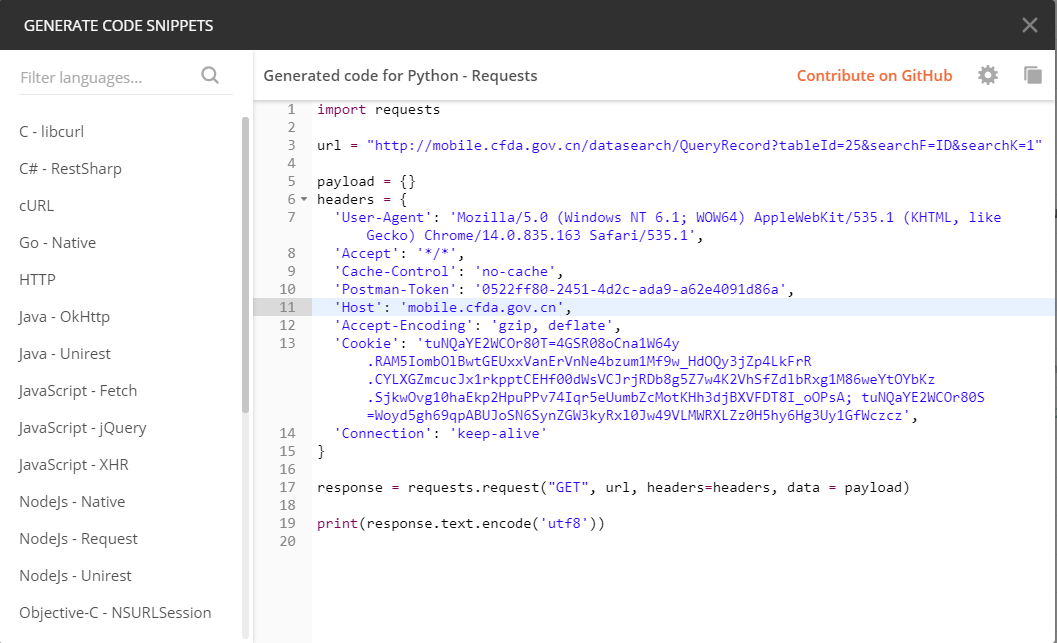 GENERATE CODE SNIPPETS
Filter languages...
C - libcurl
C# - RestSharp
cURL
Go - Native
HTTP
Java - OkHttp
Java - Unirest
JavaScript - Fetch
JavaScript - jQuery
JavaScript - XHR
NodeJs - Native
NodeJs - Request
NodeJs - Unirest
Objective-C - NSURLSession
Generated code for Python - Requests
Contribute on GitHub
1 import requests
2
3 url = "http://mobile.cfda.gov.cn/datasearch/QueryRecord?tableId=25&searchF=ID&searchK=1"
4
5 payload = {}
6 headers = {
7 'User-Agent': 'Mozilla/5.0 (Windows NT 6.1; WOW64) AppleWebKit/535.1 (KHTML, like
Gecko) Chrome/14.0.835.163 Safari/535.1',
8 'Accept': '*/*',
9 'Cache-Control': 'no-cache',
10 'Postman-Token': '0522ff80-2451-4d2c-ada9-a62e4091d86a',
11 'Host': 'mobile.cfda.gov.cn',
12 'Accept-Encoding': 'gzip, deflate',
13 'Cookie': 'tuNQaYE2WCOr80T=4GSR08oCna1W64y
.RAM5IombOlBwtGEUxxVanErVnNe4bzum1Mf9w_HdOQy3jZp4LkFrR
.CYLXGZmcucJx1rkpptCEHf00dWsVCJrjRDb8g5Z7w4K2VhSfZdlbRxg1M86weYtOYbKz
.SjkwOvg10haEkp2HpuPPv74Iqr5eUumbZcMotKHh3djBXVFDT8I_oOPsA; tuNQaYE2WCOr80S
=Woyd5gh69qpABUJoSN6SynZGW3kyRxl0Jw49VLMWRXLZz0H5hy6Hg3Uy1GfWczcz',
14 'Connection': 'keep-alive'
15 }
16
17 response = requests.request("GET", url, headers=headers, data = payload)
18
19 print(response.text.encode('utf8'))
20